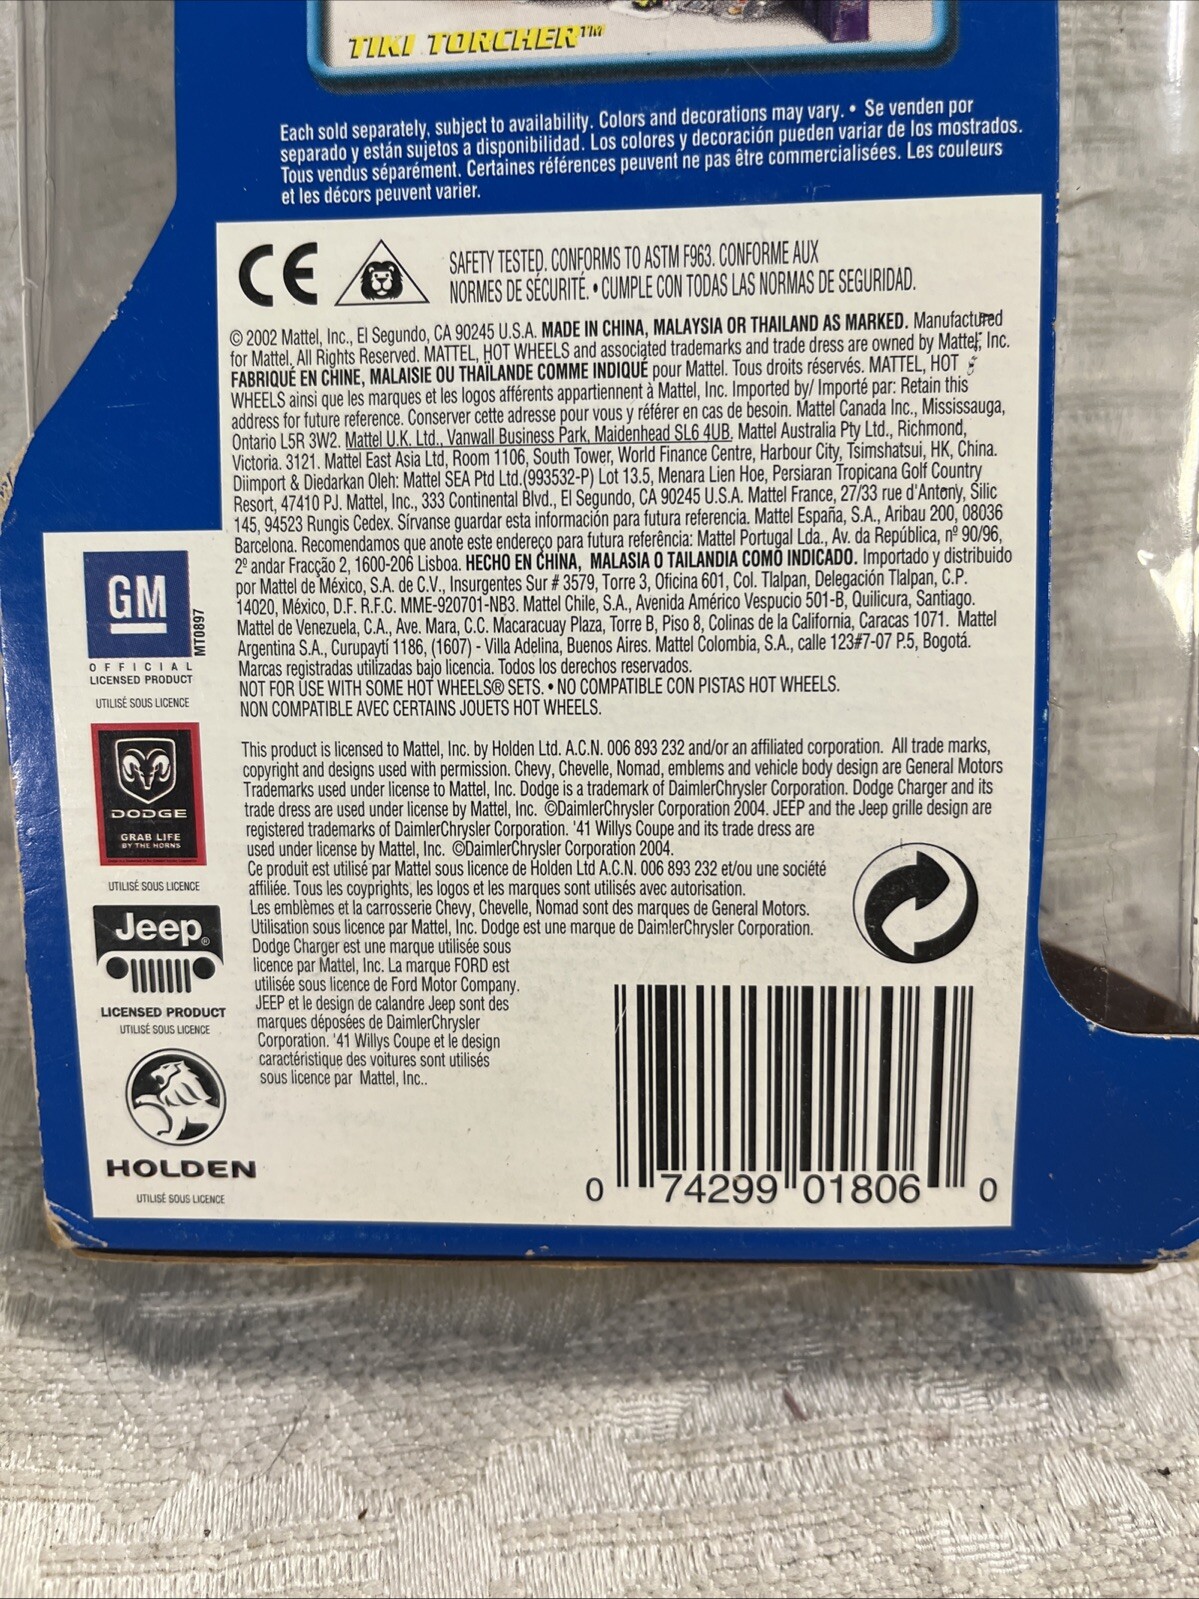 TIKI TORCHER™
Each sold separately, subject to availability. Colors and decorations may vary. • Se venden por
separado y están sujetos a disponibilidad. Los colores y decoración pueden variar de los mostrados.
Tous vendus séparément. Certaines références peuvent ne pas être commercialisées. Les couleurs
et les décors peuvent varier.
CE
SAFETY TESTED. CONFORMS TO ASTM F963. CONFORME AUX
NORMES DE SÉCURITÉ. • CUMPLE CON TODAS LAS NORMAS DE SEGURIDAD.
© 2002 Mattel, Inc., El Segundo, CA 90245 U.S.A. MADE IN CHINA, MALAYSIA OR THAILAND AS MARKED. Manufactured
for Mattel. All Rights Reserved. MATTEL, HOT WHEELS and associated trademarks and trade dress are owned by Mattel, Inc.
FABRIQUÉ EN CHINE, MALAISIE OU THAÏLANDE COMME INDIQUÉ pour Mattel. Tous droits réservés. MATTEL, HOT
WHEELS ainsi que les marques et les logos afférents appartiennent à Mattel, Inc. Imported by/ Importé par: Retain this
address for future reference. Conserver cette adresse pour vous y référer en cas de besoin. Mattel Canada Inc., Mississauga,
Ontario L5R 3W2. Mattel U.K. Ltd., Vanwall Business Park, Maidenhead SL6 4UB. Mattel Australia Pty Ltd., Richmond,
Victoria. 3121. Mattel East Asia Ltd, Room 1106, South Tower, World Finance Centre, Harbour City, Tsimshatsui, HK, China.
Diimport & Diedarkan Oleh: Mattel SEA Ptd Ltd.(993532-P) Lot 13.5, Menara Lien Hoe, Persiaran Tropicana Golf Country
Resort, 47410 PJ. Mattel, Inc., 333 Continental Blvd., El Segundo, CA 90245 U.S.A. Mattel France, 27/33 rue d'Antony, Silic
145, 94523 Rungis Cedex. Sírvanse guardar esta información para futura referencia. Mattel España, S.A., Aribau 200, 08036
Barcelona. Recomendamos que anote este endereço para futura referência: Mattel Portugal Lda., Av. da República, nº 90/96,
2º andar Fracção 2, 1600-206 Lisboa. HECHO EN CHINA, MALASIA O TAILANDIA COMO INDICADO. Importado y distribuido
por Mattel de México, S.A. de C.V., Insurgentes Sur # 3579, Torre 3, Oficina 601, Col. Tlalpan, Delegación Tlalpan, C.P.
14020, México, D.F. R.F.C. MME-920701-NB3. Mattel Chile, S.A., Avenida Américo Vespucio 501-B, Quilicura, Santiago.
Mattel de Venezuela, C.A., Ave. Mara, C.C. Macaracuay Plaza, Torre B, Piso 8, Colinas de la California, Caracas 1071. Mattel
Argentina S.A., Curupaytí 1186, (1607) - Villa Adelina, Buenos Aires. Mattel Colombia, S.A., calle 123#7-07 P.5, Bogotá.
Marcas registradas utilizadas bajo licencia. Todos los derechos reservados.
NOT FOR USE WITH SOME HOT WHEELS® SETS. • NO COMPATIBLE CON PISTAS HOT WHEELS.
NON COMPATIBLE AVEC CERTAINS JOUETS HOT WHEELS.
GM
MT0897
OFFICIAL
LICENSED PRODUCT
UTILISÉ SOUS LICENCE
DODGE
GRAB LIFE
BY THE HORNS
UTILISÉ SOUS LICENCE
Jeep®
LICENSED PRODUCT
UTILISÉ SOUS LICENCE
HOLDEN
UTILISÉ SOUS LICENCE
This product is licensed to Mattel, Inc. by Holden Ltd. A.C.N. 006 893 232 and/or an affiliated corporation. All trade marks,
copyright and designs used with permission. Chevy, Chevelle, Nomad, emblems and vehicle body design are General Motors
Trademarks used under license to Mattel, Inc. Dodge is a trademark of DaimlerChrysler Corporation. Dodge Charger and its
trade dress are used under license by Mattel, Inc. ©DaimlerChrysler Corporation 2004. JEEP and the Jeep grille design are
registered trademarks of DaimlerChrysler Corporation. '41 Willys Coupe and its trade dress are
used under license by Mattel, Inc. ©DaimlerChrysler Corporation 2004.
Ce produit est utilisé par Mattel sous licence de Holden Ltd A.C.N. 006 893 232 et/ou une société
affiliée. Tous les coyprights, les logos et les marques sont utilisés avec autorisation.
Les emblèmes et la carrosserie Chevy, Chevelle, Nomad sont des marques de General Motors.
Utilisation sous licence par Mattel, Inc. Dodge est une marque de DaimlerChrysler Corporation.
Dodge Charger est une marque utilisée sous
licence par Mattel, Inc. La marque FORD est
utilisée sous licence de Ford Motor Company.
JEEP et le design de calandre Jeep sont des
marques déposées de DaimlerChrysler
Corporation. '41 Willys Coupe et le design
caractéristique des voitures sont utilisés
sous licence par Mattel, Inc..
0 74299 01806 0